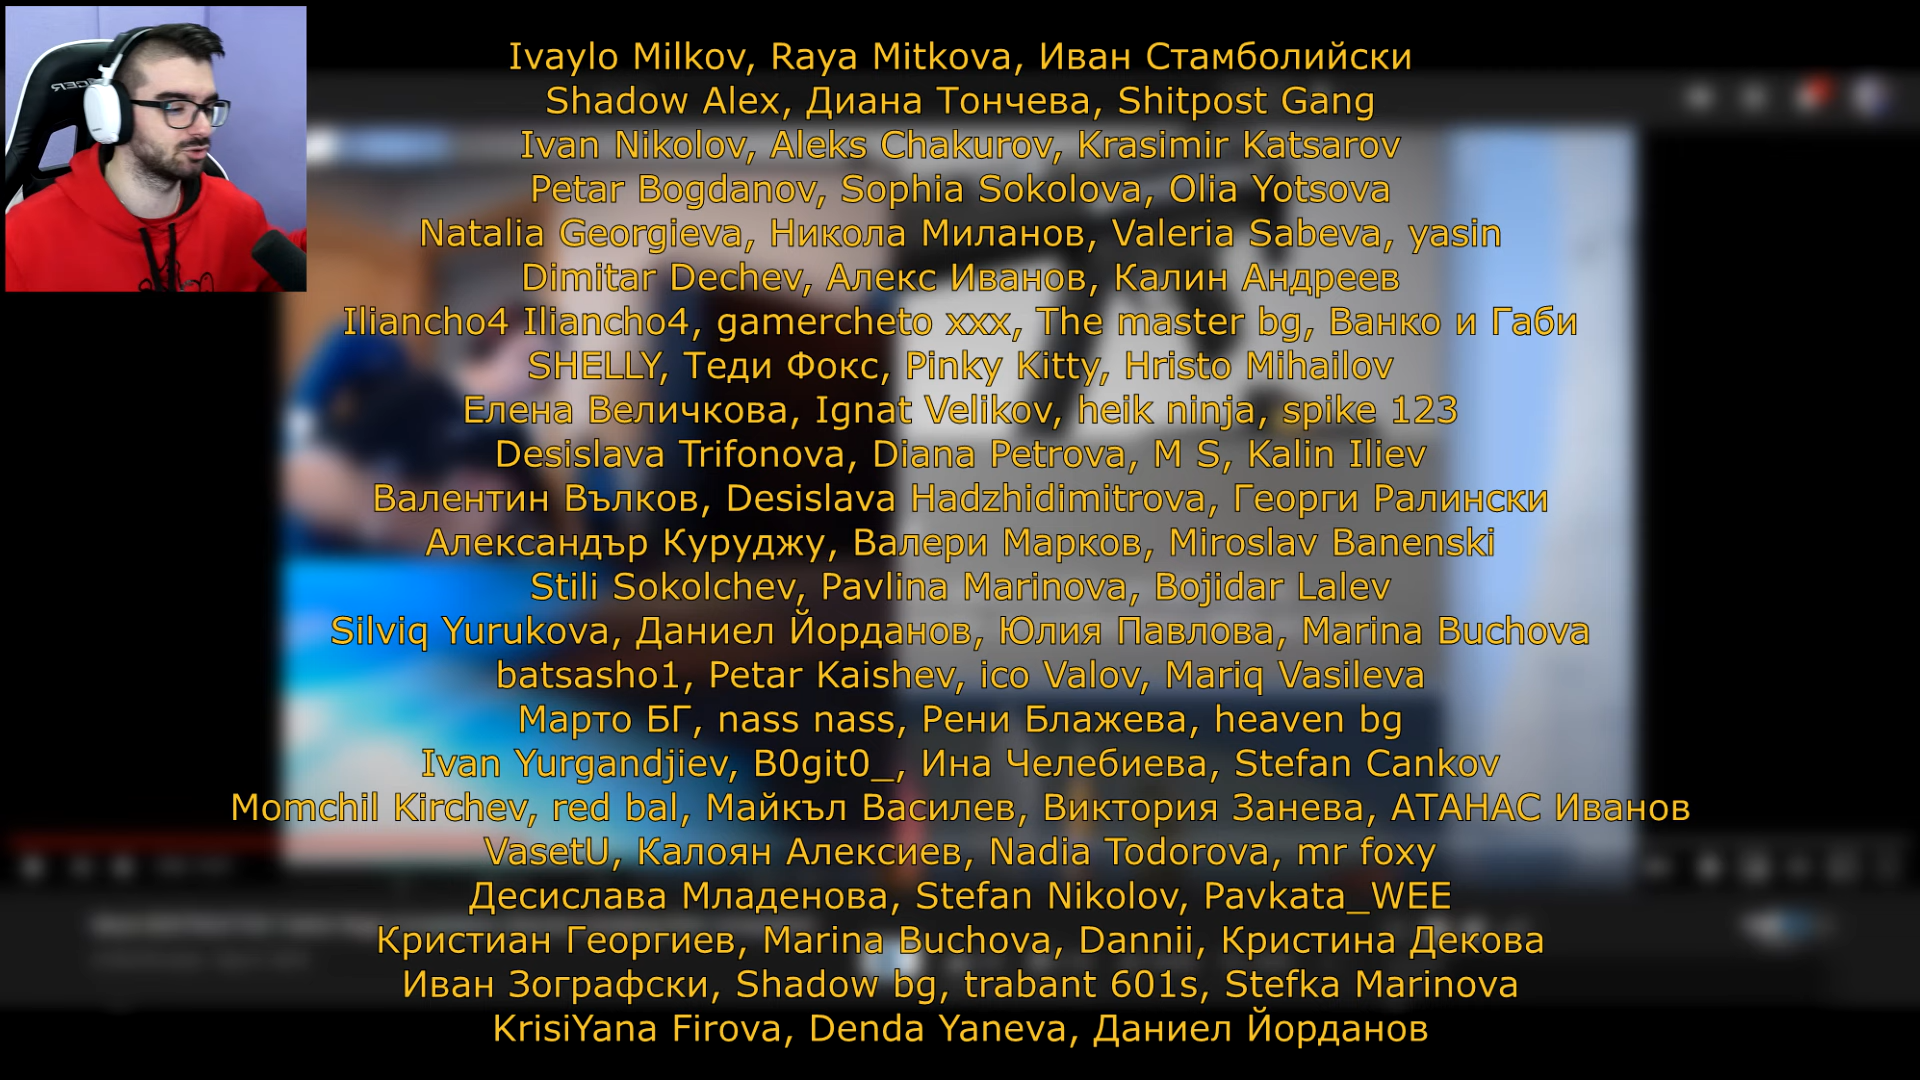 Ivaylo Milkov, Raya Mitkova, Иван Стамболийски
Shadow Alex, Диана Тончева, Shitpost Gang
Ivan Nikolov, Aleks Chakurov, Krasimir Katsarov
Petar Bogdanov, Sophia Sokolova, Olia Yotsova
Natalia Georgieva, Никола Миланов, Valeria Sabeva, yasin
Dimitar Dechev, Алекс Иванов, Калин Андреев
Iliancho4 Iliancho4, gamercheto xxx, The master bg, Ванко и Габи
SHELLY, Теди Фокс, Pinky Kitty, Hristo Mihailov
Елена Величкова, Ignat Velikov, heik ninja, spike 123
Desislava Trifonova, Diana Petrova, M S, Kalin Iliev
Валентин Вълков, Desislava Hadzhidimitrova, Георги Ралински
Александър Куруджу, Валери Марков, Miroslav Banenski
Stili Sokolchev, Pavlina Marinova, Bojidar Lalev
Silviq Yurukova, Даниел Йорданов, Юлия Павлова, Marina Buchova
batsasho1, Petar Kaishev, ico Valov, Mariq Vasileva
Марто БГ, nass nass, Рени Блажева, heaven bg
Ivan Yurgandjiev, B0git0_, Ина Челебиева, Stefan Cankov
Momchil Kirchev, red bal, Майкъл Василев, Виктория Занева, АТАНАС Иванов
VasetU, Калоян Алексиев, Nadia Todorova, mr foxy
Десислава Младенова, Stefan Nikolov, Pavkata_WEE
Кристиан Георгиев, Marina Buchova, Dannii, Кристина Декова
Иван Зографски, Shadow bg, trabant 601s, Stefka Marinova
KrisiYana Firova, Denda Yaneva, Даниел Йорданов